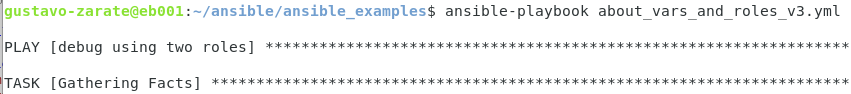 gustavo-zarate@eb001:~/ansible/ansible_examples$ ansible-playbook about_vars_and_roles_v3.yml
PLAY [debug using two roles] *****************************************************************
TASK [Gathering Facts] ***********************************************************************